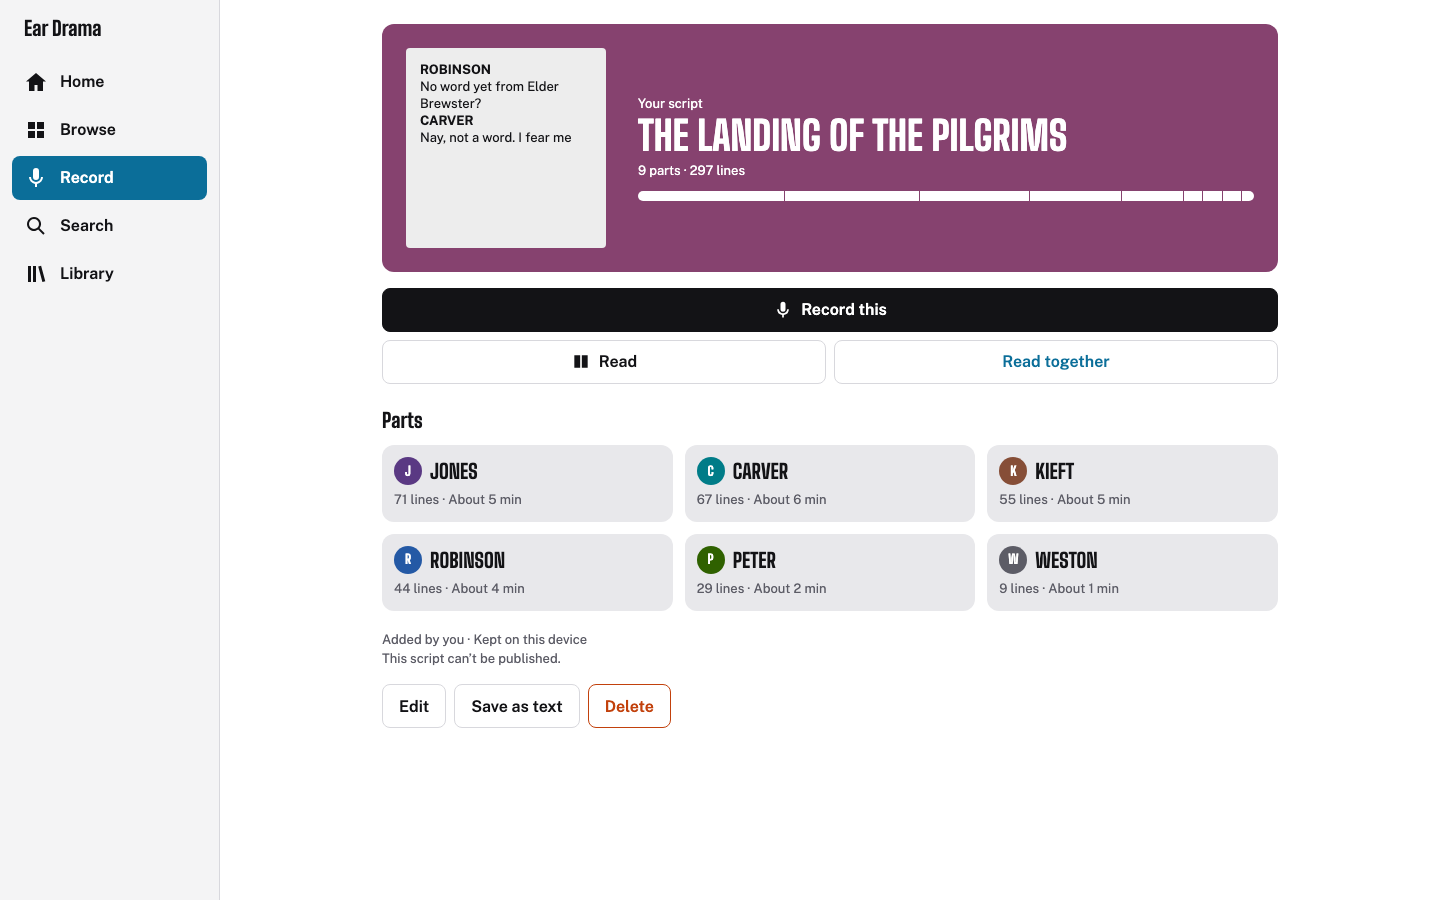 Ear Drama
Home
Browse
Record
Search
Library
ROBINSON
No word yet from Elder
Brewster?
CARVER
Nay, not a word. I fear me
Your script
THE LANDING OF THE PILGRIMS
9 parts · 297 lines
Record this
Read
Read together
Parts
J JONES
71 lines · About 5 min
C CARVER
67 lines · About 6 min
K KIEFT
55 lines · About 5 min
R ROBINSON
44 lines · About 4 min
P PETER
29 lines · About 2 min
W WESTON
9 lines · About 1 min
Added by you · Kept on this device
This script can't be published.
Edit
Save as text
Delete